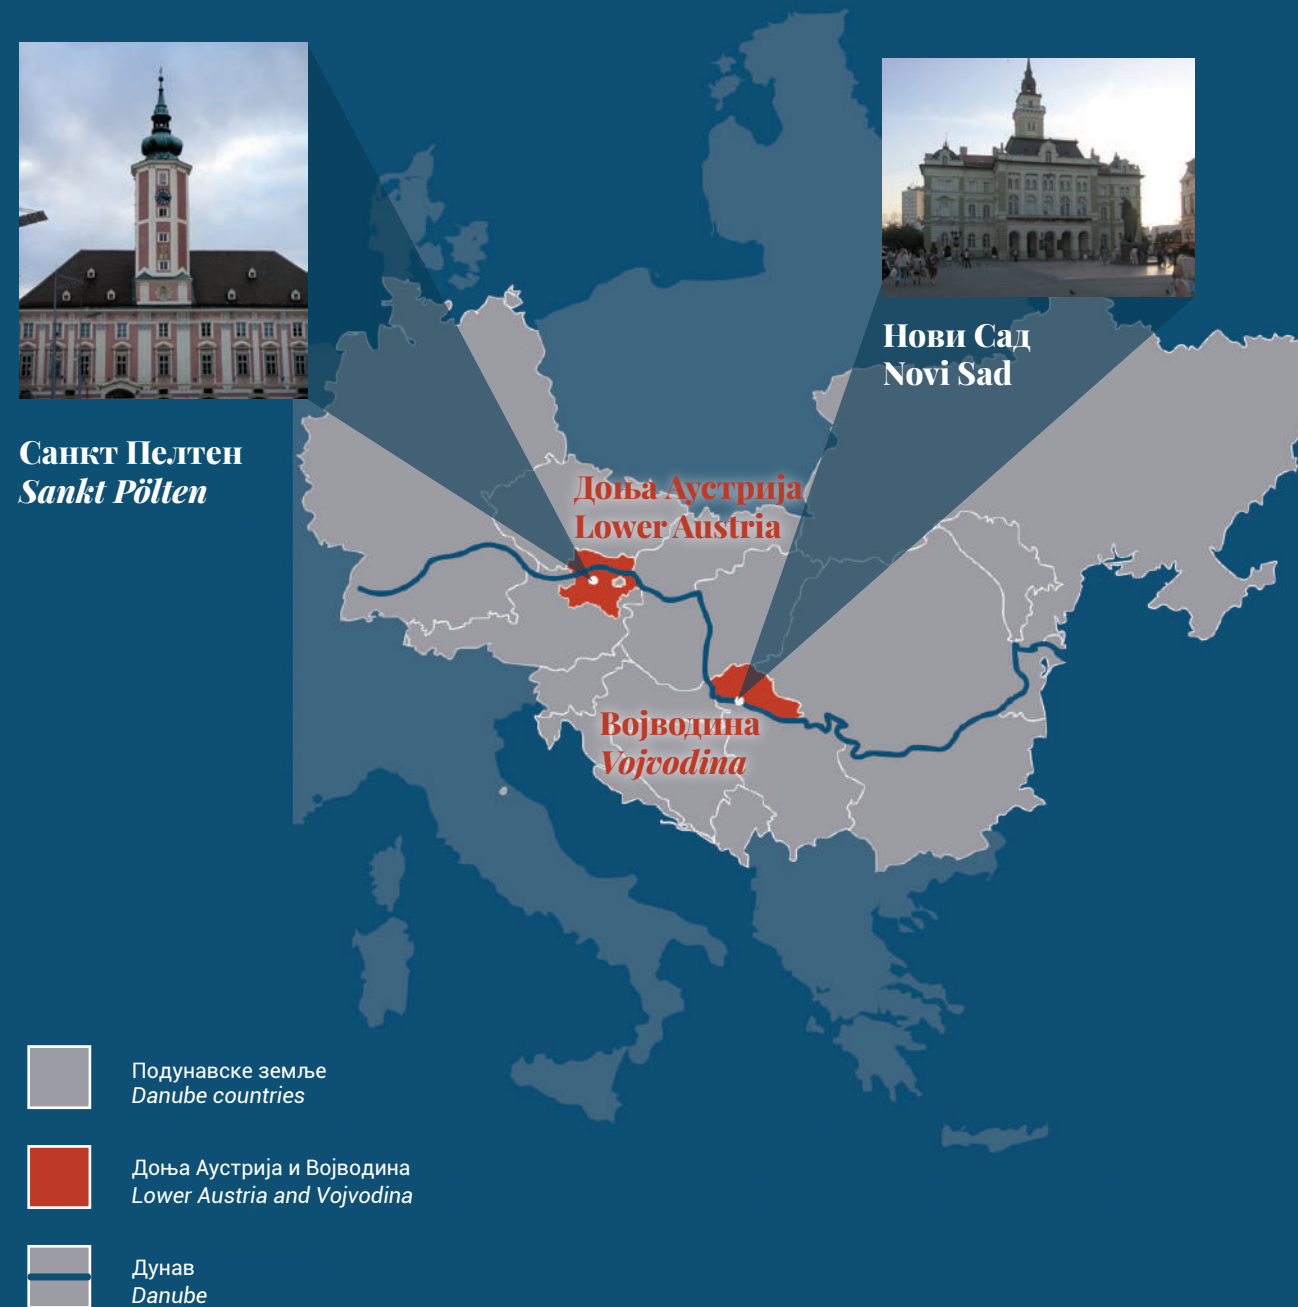 Нови Сад
Novi Sad
Санкт Пелтен
Sankt Pölten
Доња Аустрија
Lower Austria
Војводина
Vojvodina
Подунавске земље
Danube countries
Доња Аустрија и Војводина
Lower Austria and Vojvodina
Дунав
Danube